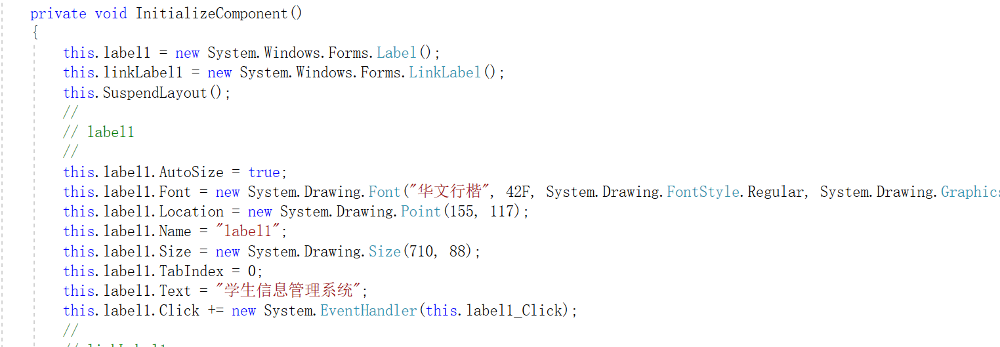 private void InitializeComponent()
{
this.label1 = new System.Windows.Forms.Label();
this.linkLabel1 = new System.Windows.Forms.LinkLabel();
this.SuspendLayout();
//
// label1
//
this.label1.AutoSize = true;
this.label1.Font = new System.Drawing.Font("华文行楷", 42F, System.Drawing.FontStyle.Regular, System.Drawing.Graphics
this.label1.Location = new System.Drawing.Point(155, 117);
this.label1.Name = "label1";
this.label1.Size = new System.Drawing.Size(710, 88);
this.label1.TabIndex = 0;
this.label1.Text = "学生信息管理系统";
this.label1.Click += new System.EventHandler(this.label1_Click);
//